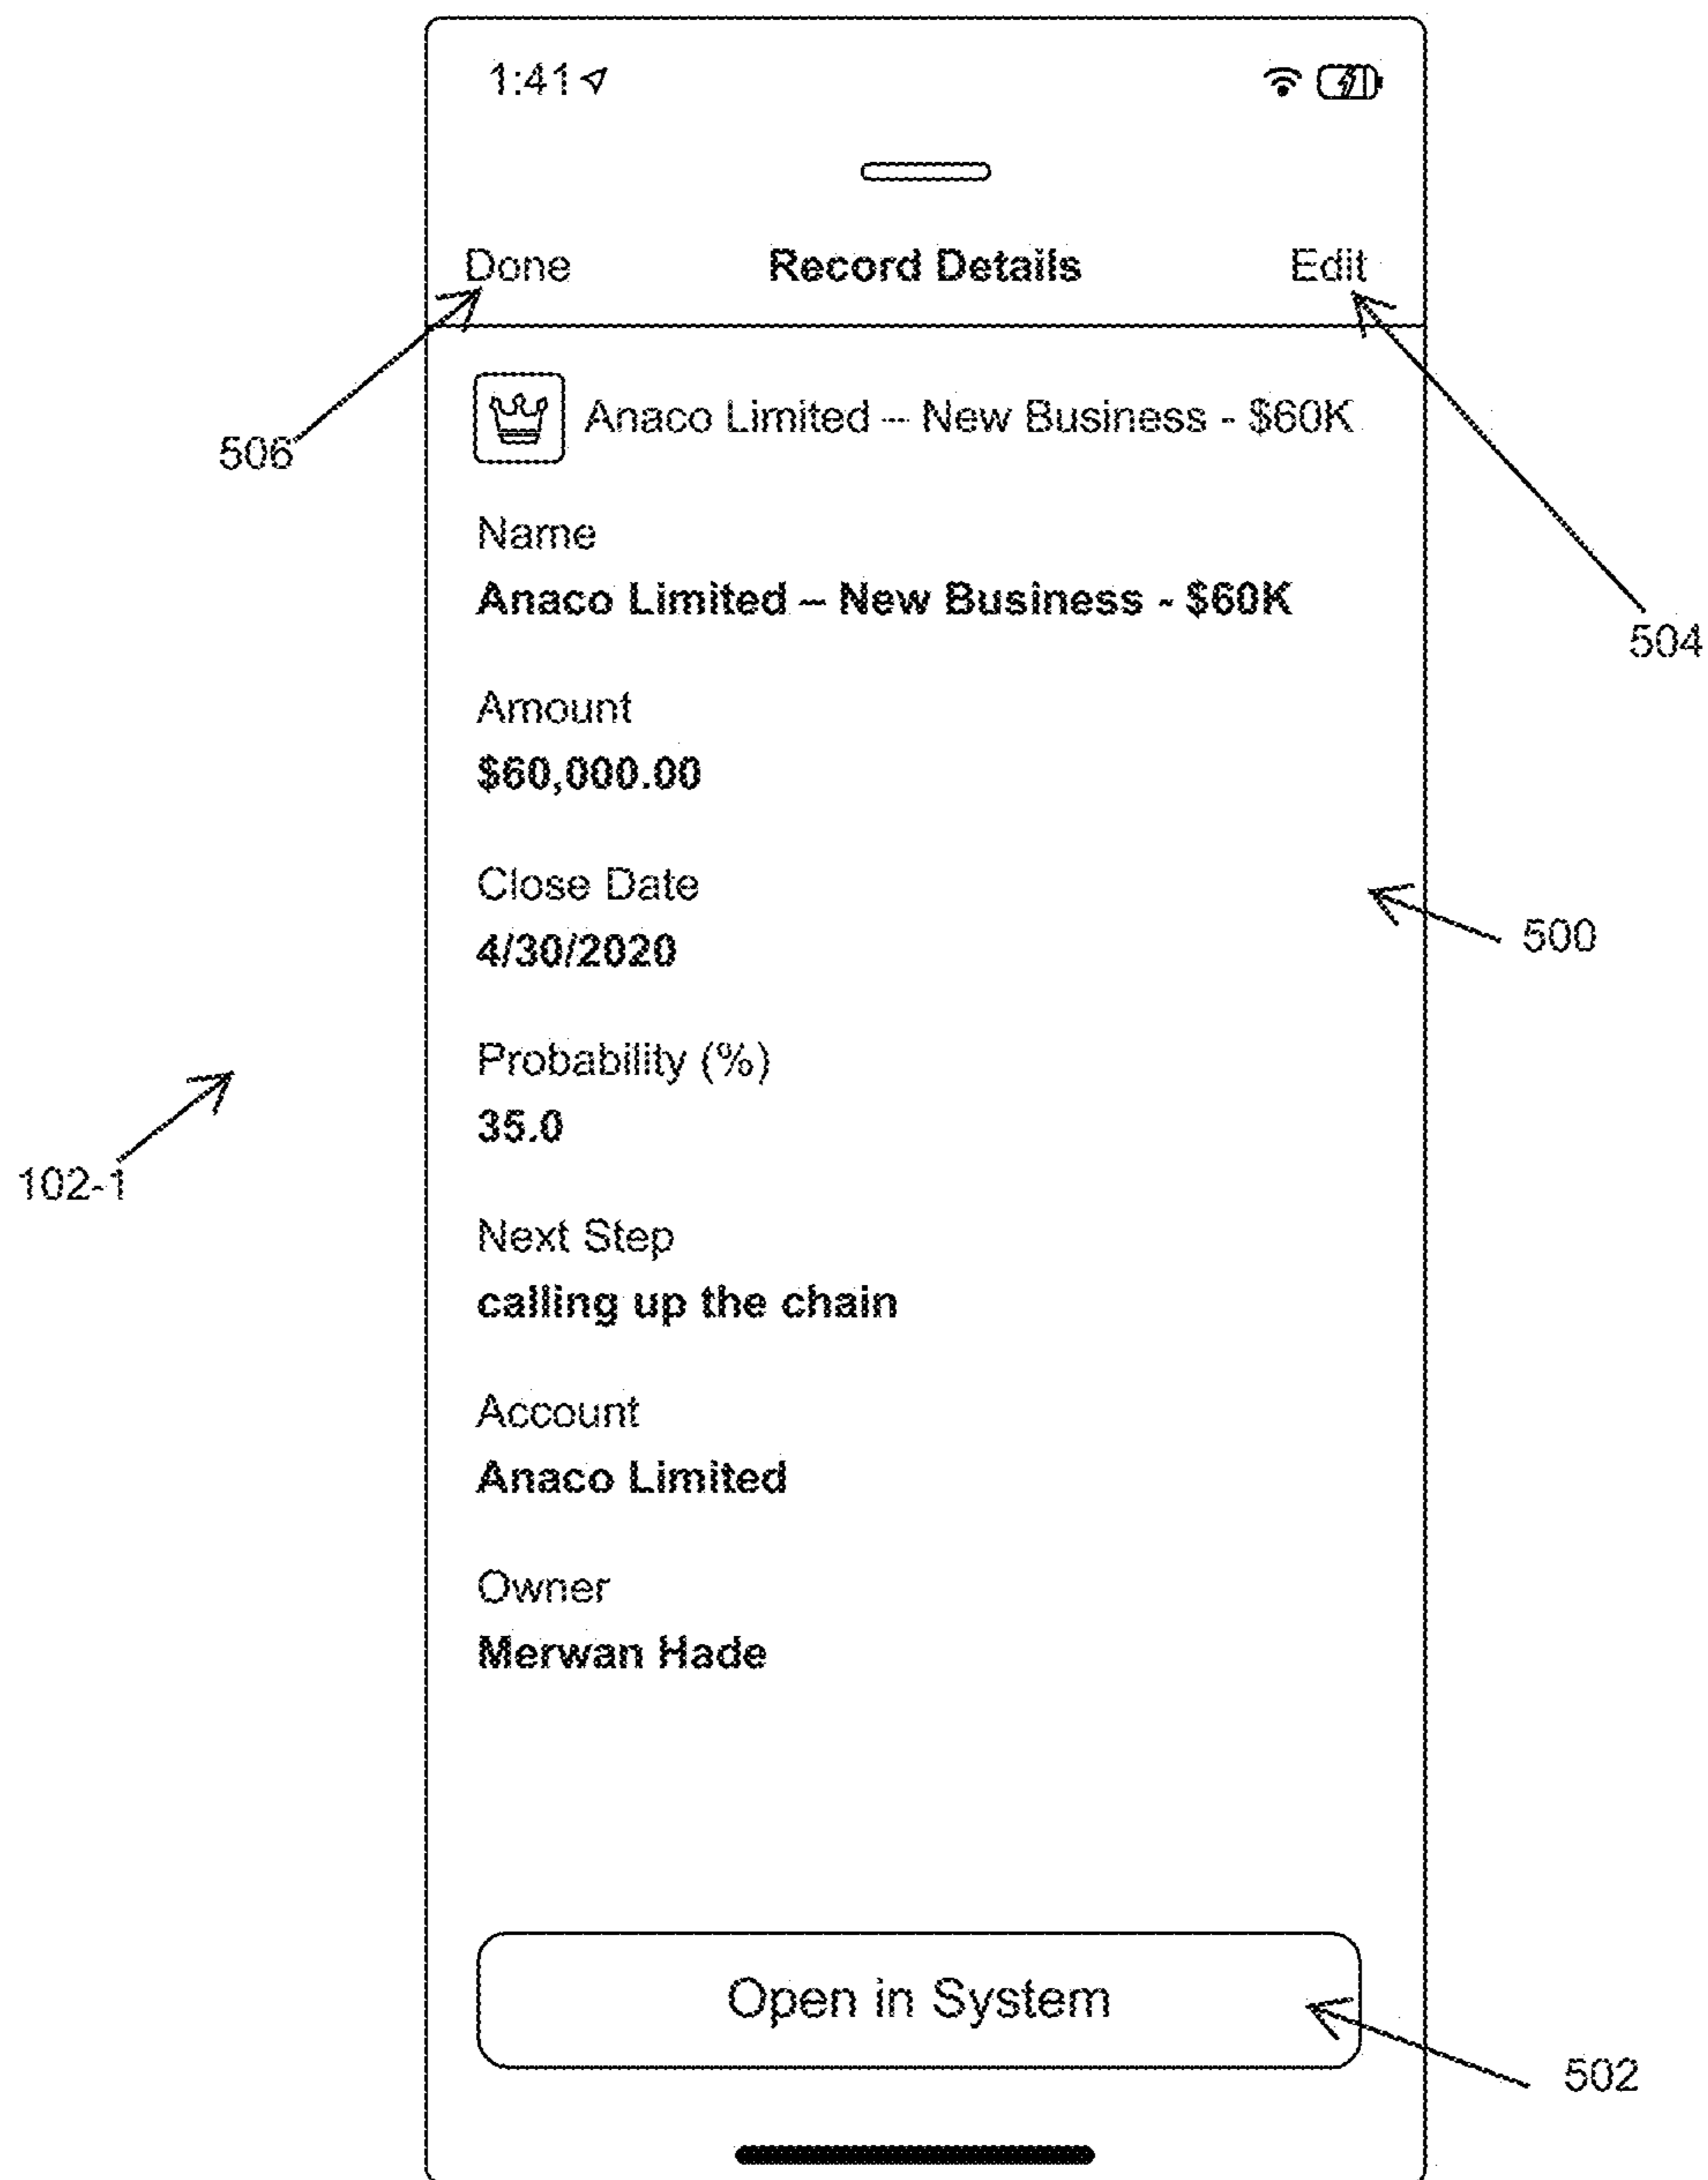 1:41
Done Record Details Edit
Anaco Limited -- New Business - $60K
506
Name
Anaco Limited – New Business - $60K
504
Amount
$60,000.00
Close Date
500
4/30/2020
Probability (%)
35.0
102-1
Next Step
calling up the chain
Account
Anaco Limited
Owner
Merwan Hade
Open in System
502